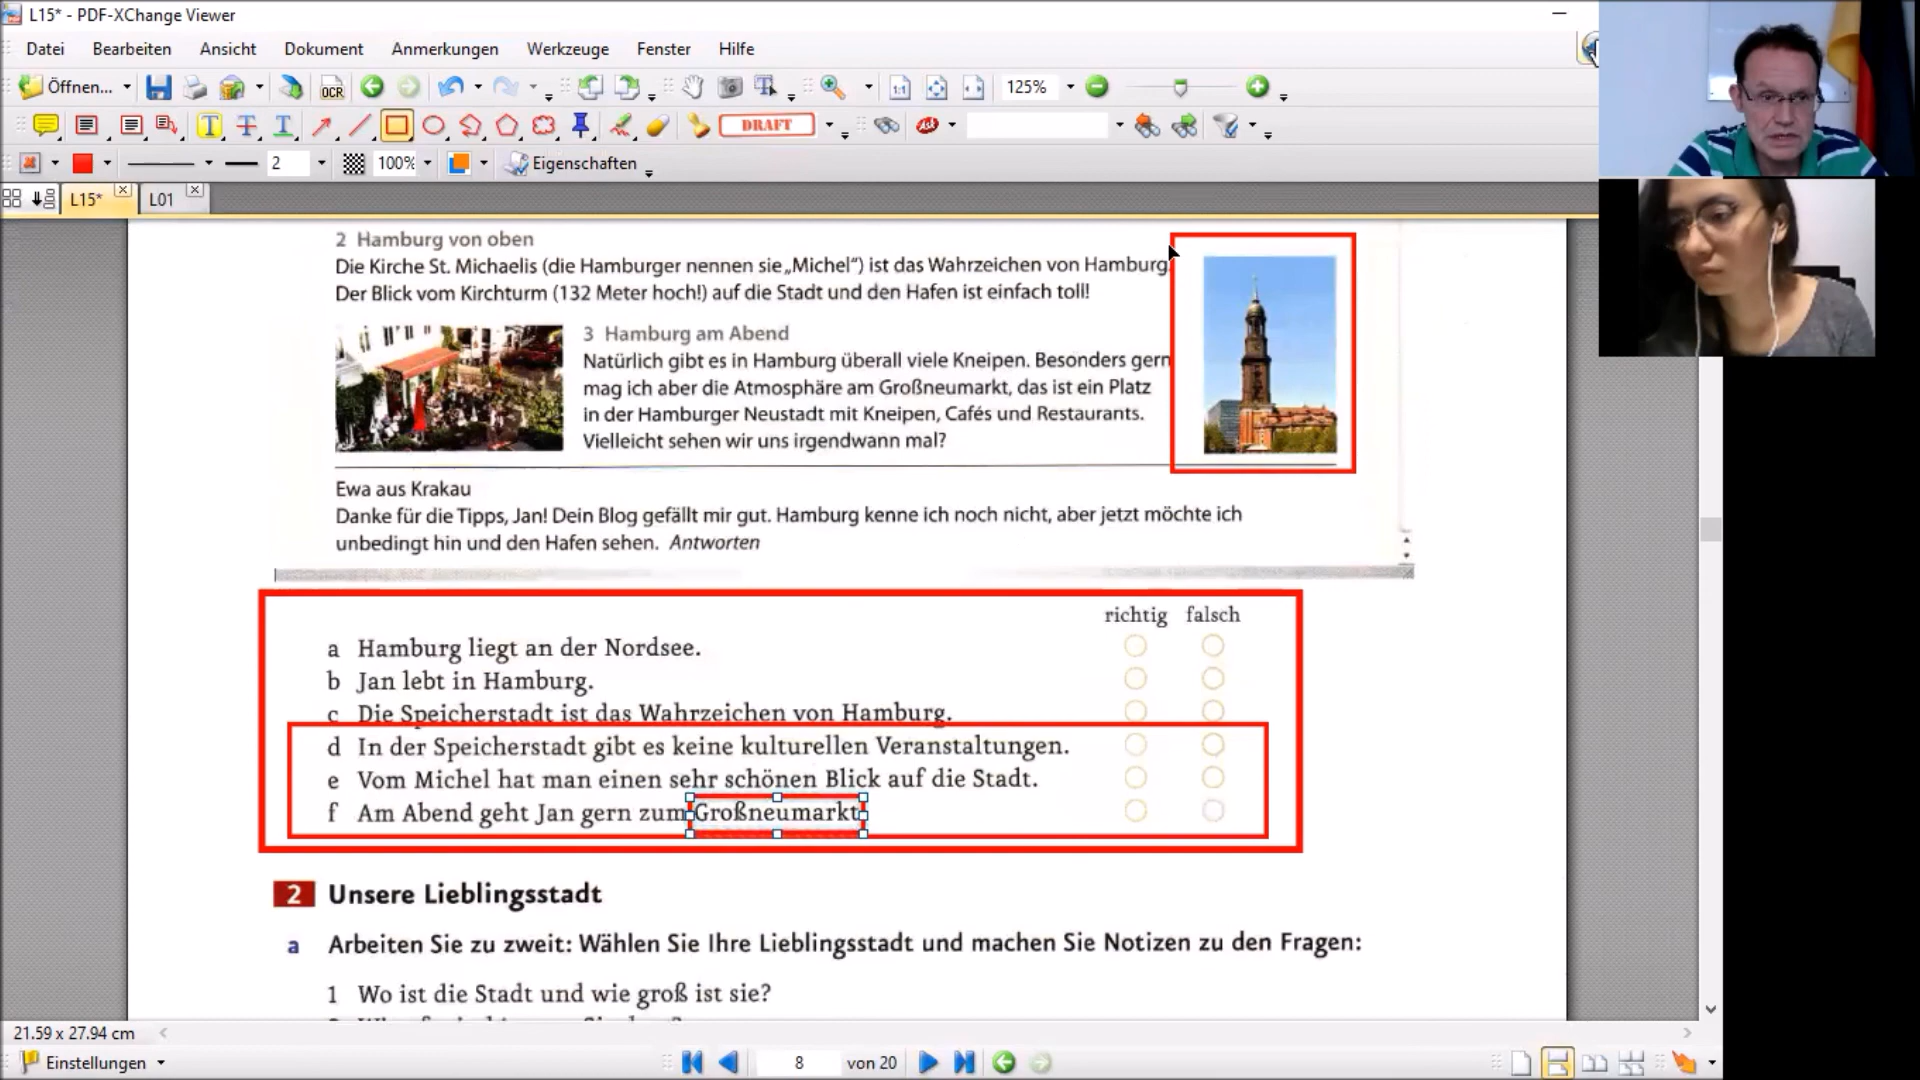 L15* - PDF-XChange Viewer
Datei Bearbeiten Ansicht Dokument Anmerkungen Werkzeuge Fenster Hilfe
Öffnen... OCR 125%
DRAFT
2 100% Eigenschaften
L15* L01
2 Hamburg von oben
Die Kirche St. Michaelis (die Hamburger nennen sie „Michel“) ist das Wahrzeichen von Hamburg.
Der Blick vom Kirchturm (132 Meter hoch!) auf die Stadt und den Hafen ist einfach toll!
3 Hamburg am Abend
Natürlich gibt es in Hamburg überall viele Kneipen. Besonders gern
mag ich aber die Atmosphäre am Großneumarkt, das ist ein Platz
in der Hamburger Neustadt mit Kneipen, Cafés und Restaurants.
Vielleicht sehen wir uns irgendwann mal?
Ewa aus Krakau
Danke für die Tipps, Jan! Dein Blog gefällt mir gut. Hamburg kenne ich noch nicht, aber jetzt möchte ich
unbedingt hin und den Hafen sehen. Antworten
richtig falsch
a Hamburg liegt an der Nordsee.
b Jan lebt in Hamburg.
c Die Speicherstadt ist das Wahrzeichen von Hamburg.
d In der Speicherstadt gibt es keine kulturellen Veranstaltungen.
e Vom Michel hat man einen sehr schönen Blick auf die Stadt.
f Am Abend geht Jan gern zum Großneumarkt
2 Unsere Lieblingsstadt
a Arbeiten Sie zu zweit: Wählen Sie Ihre Lieblingsstadt und machen Sie Notizen zu den Fragen:
1 Wo ist die Stadt und wie groß ist sie?
21.59 x 27.94 cm
Einstellungen 8 von 20